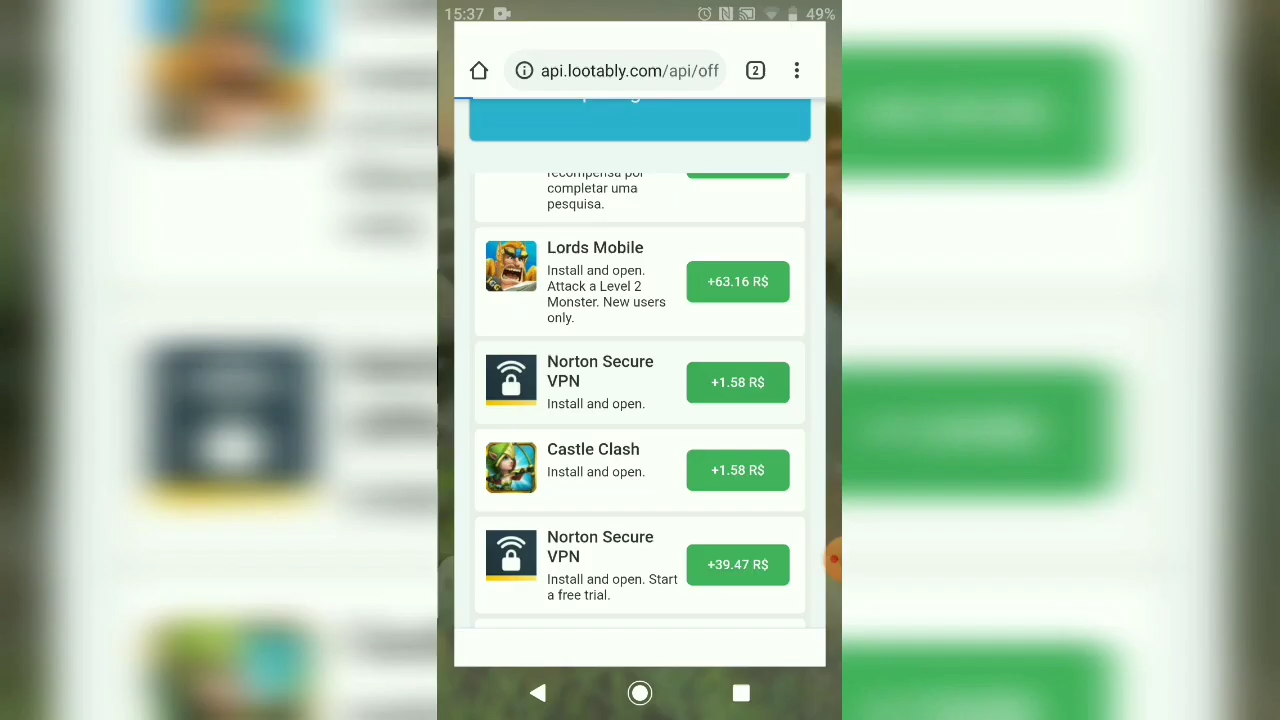 15:37
49%
2
api.lootably.com/api/off
completar uma
pesquisa.
Lords Mobile
Install and open.
Attack a Level 2
Monster. New users
only.
+63.16 R$
IGG
Norton Secure
VPN
Install and open.
+1.58 R$
Castle Clash
Install and open.
+1.58 R$
Norton Secure
VPN
Install and open. Start
a free trial.
+39.47 R$